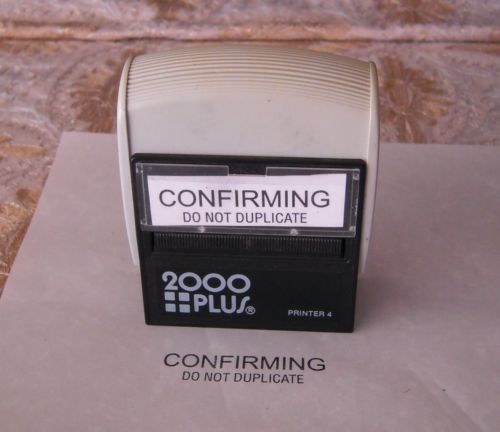 CONFIRMING
DO NOT DUPLICATE
2000
PLUS®
PRINTER 4
CONFIRMING
DO NOT DUPLICATE